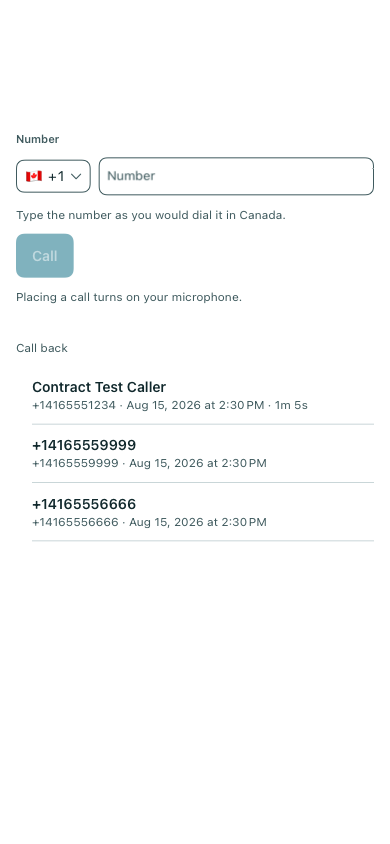 Number
+1
Number
Type the number as you would dial it in Canada.
Call
Placing a call turns on your microphone.
Call back
Contract Test Caller
+14165551234 · Aug 15, 2026 at 2:30 PM · 1m 5s
+14165559999
+14165559999 · Aug 15, 2026 at 2:30 PM
+14165556666
+14165556666 · Aug 15, 2026 at 2:30 PM